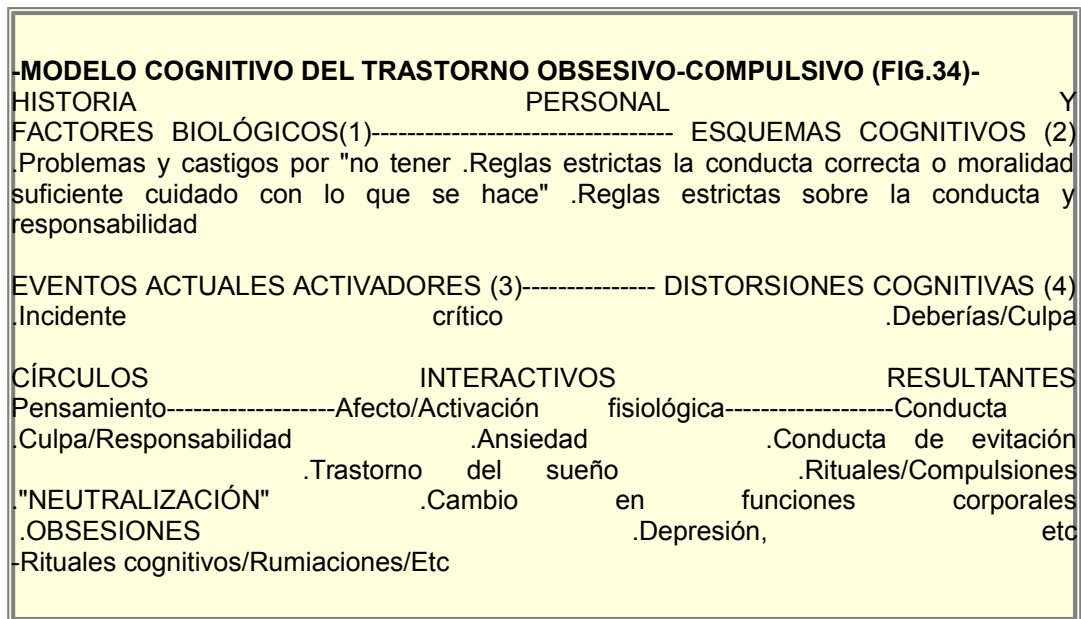 -MODELO COGNITIVO DEL TRASTORNO OBSESIVO-COMPULSIVO (FIG.34)-
HISTORIA PERSONAL Y
FACTORES BIOLÓGICOS(1)---------------------------------- ESQUEMAS COGNITIVOS (2)
.Problemas y castigos por "no tener .Reglas estrictas la conducta correcta o moralidad
suficiente cuidado con lo que se hace" .Reglas estrictas sobre la conducta y
responsabilidad
EVENTOS ACTUALES ACTIVADORES (3)--------------- DISTORSIONES COGNITIVAS (4)
.Incidente crítico .Deberías/Culpa
CÍRCULOS INTERACTIVOS RESULTANTES
Pensamiento-------------------Afecto/Activación fisiológica-------------------Conducta
.Culpa/Responsabilidad .Ansiedad .Conducta de evitación
.Trastorno del sueño .Rituales/Compulsiones
."NEUTRALIZACIÓN" .Cambio en funciones corporales
.OBSESIONES .Depresión, etc
-Rituales cognitivos/Rumiaciones/Etc